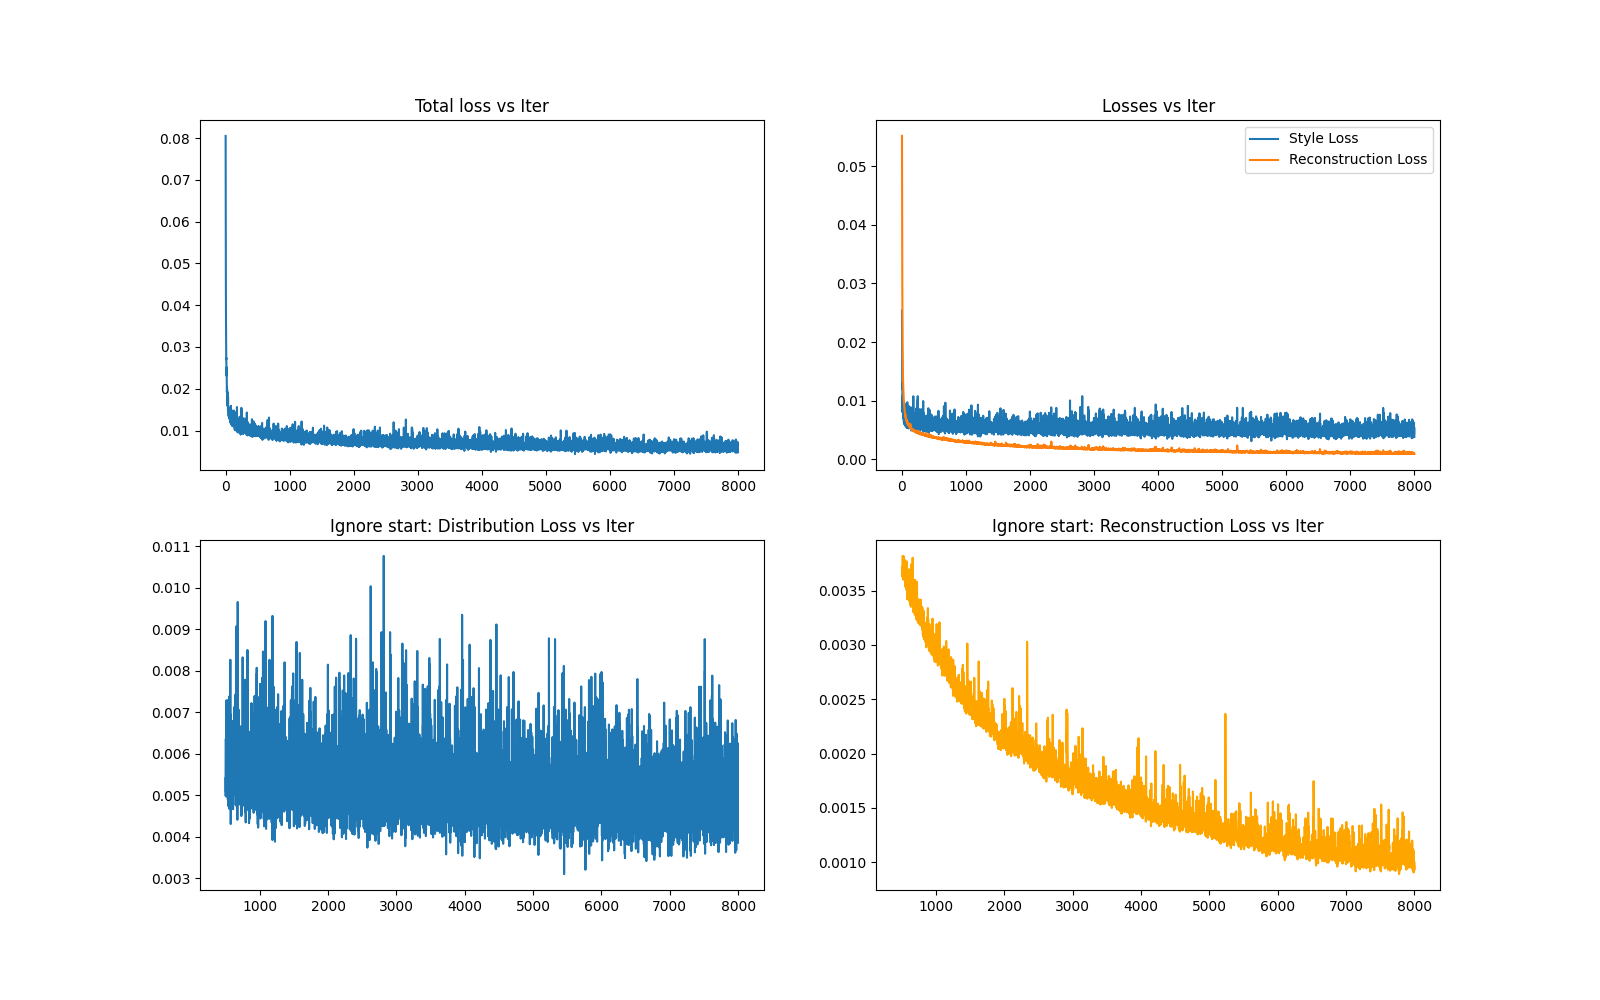 Total loss vs Iter
0.08
0.07
0.06
0.05
0.04
0.03
0.02
0.01
0 1000 2000 3000 4000 5000 6000 7000 8000
Losses vs Iter
Style Loss
Reconstruction Loss
0.05
0.04
0.03
0.02
0.01
0.00
0 1000 2000 3000 4000 5000 6000 7000 8000
Ignore start: Distribution Loss vs Iter
0.011
0.010
0.009
0.008
0.007
0.006
0.005
0.004
0.003
1000 2000 3000 4000 5000 6000 7000 8000
Ignore start: Reconstruction Loss vs Iter
0.0035
0.0030
0.0025
0.0020
0.0015
0.0010
1000 2000 3000 4000 5000 6000 7000 8000